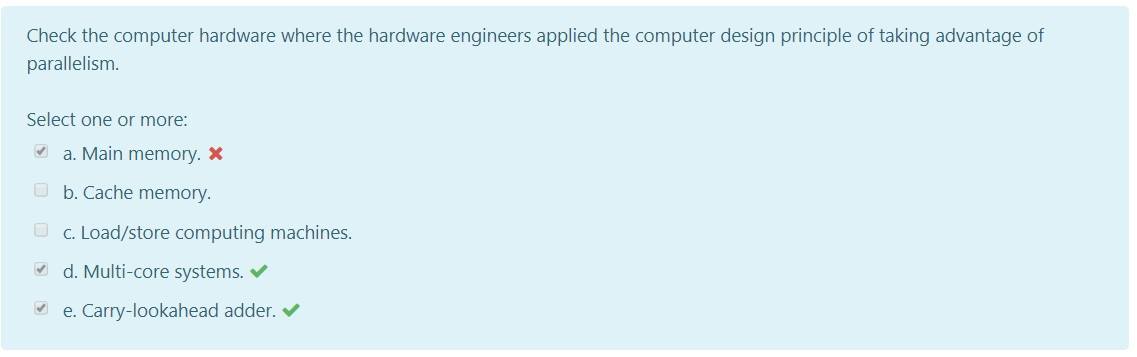 Check the computer hardware where the hardware engineers applied the computer design principle of taking advantage of
parallelism.
Select one or more:
a. Main memory.
b. Cache memory.
c. Load/store computing machines.
d. Multi-core systems.
e. Carry-lookahead adder.